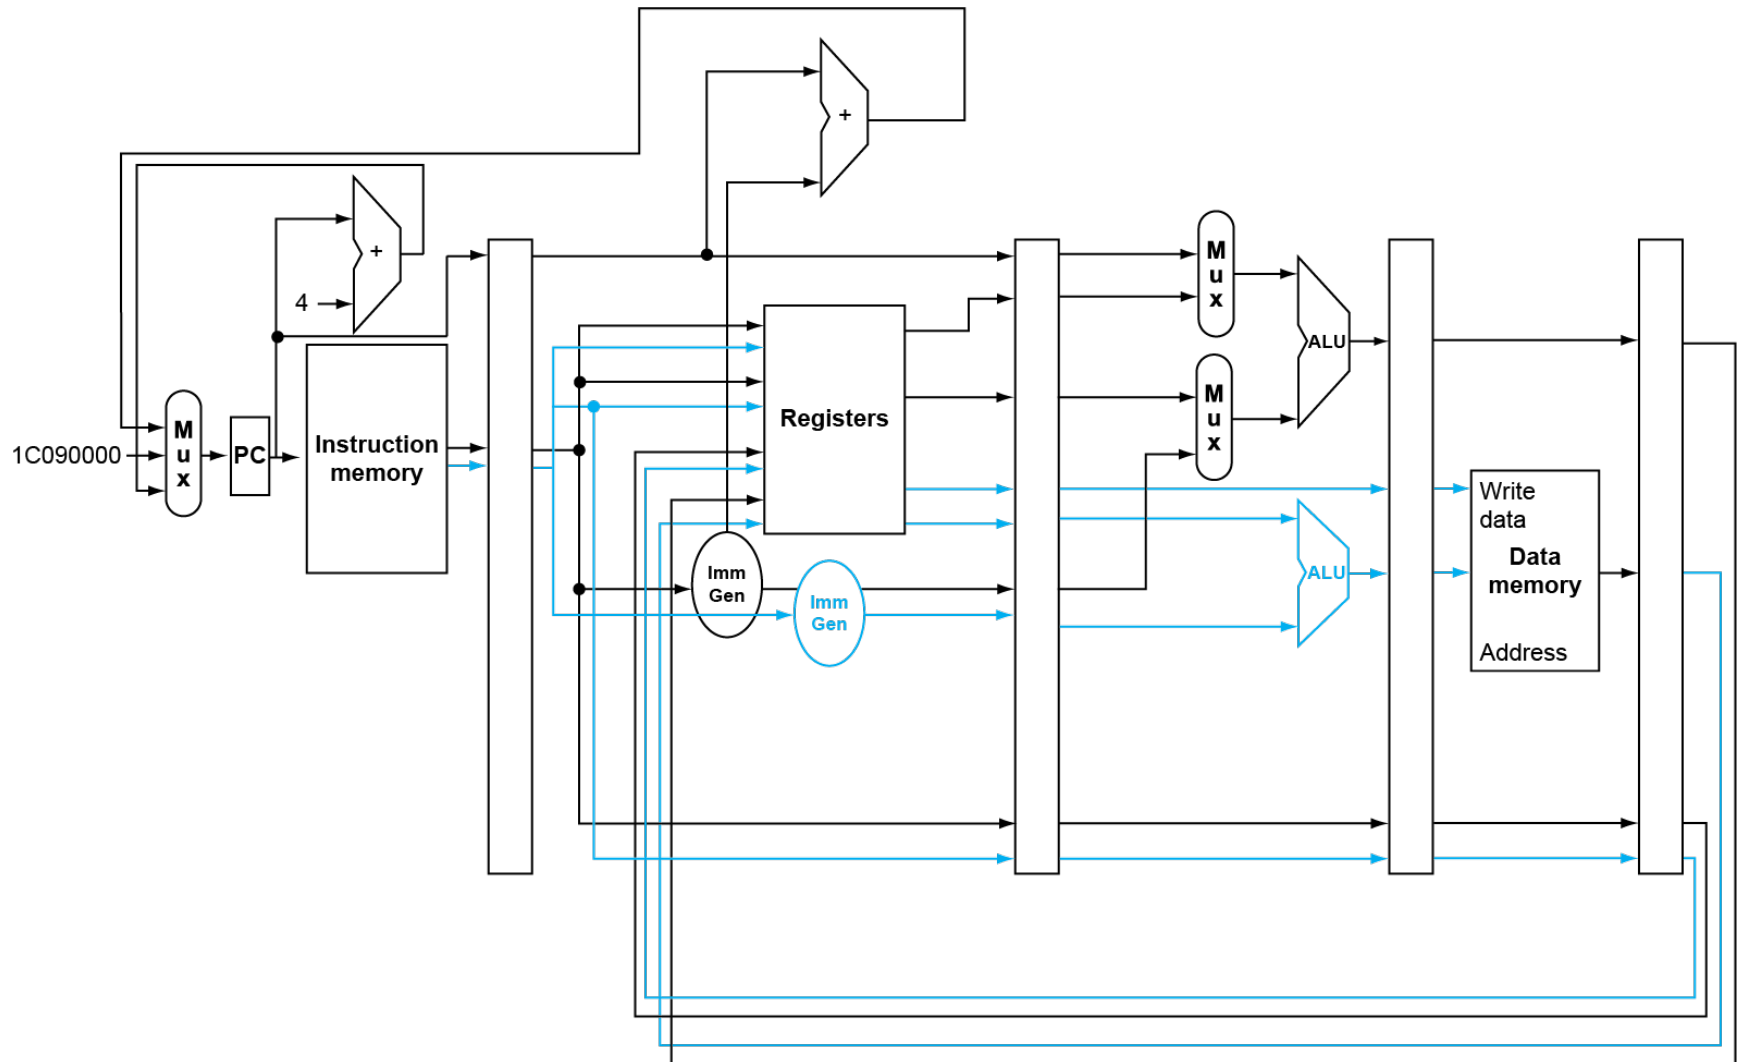 +
+
4
M
u
x
ALU
M
u
x
1C090000
M
u
x
PC
Instruction
memory
Registers
Imm
Gen
Imm
Gen
ALU
Write
data
Data
memory
Address